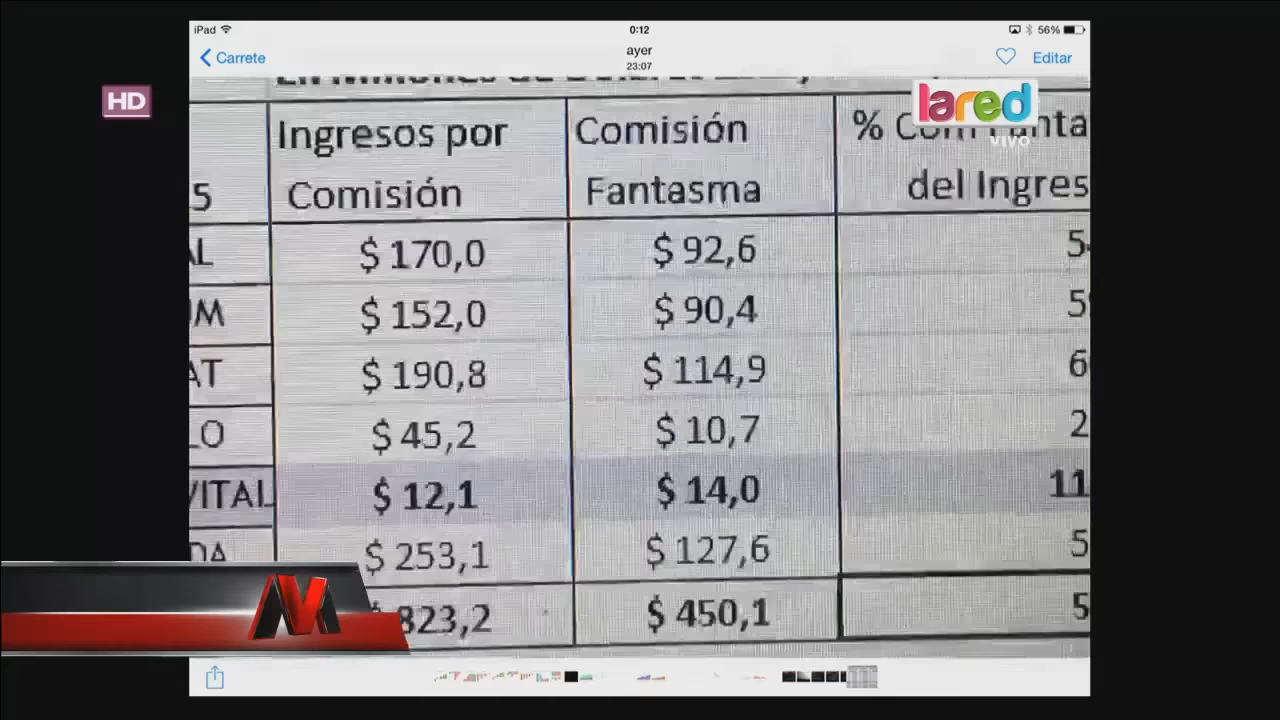 iPad 0:12 56%
Carrete ayer Editar
23:07
HD
lared
VIVO
Ingresos por Comisión Comisión Fantasma % Com del Ingres
5
AL $ 170,0 $ 92,6 5
UM $ 152,0 $ 90,4 5
AT $ 190,8 $ 114,9 6
LO $ 45,2 $ 10,7 2
VITAL $ 12,1 $ 14,0 11
DA $ 253,1 $ 127,6 5
823,2 $ 450,1 5
M